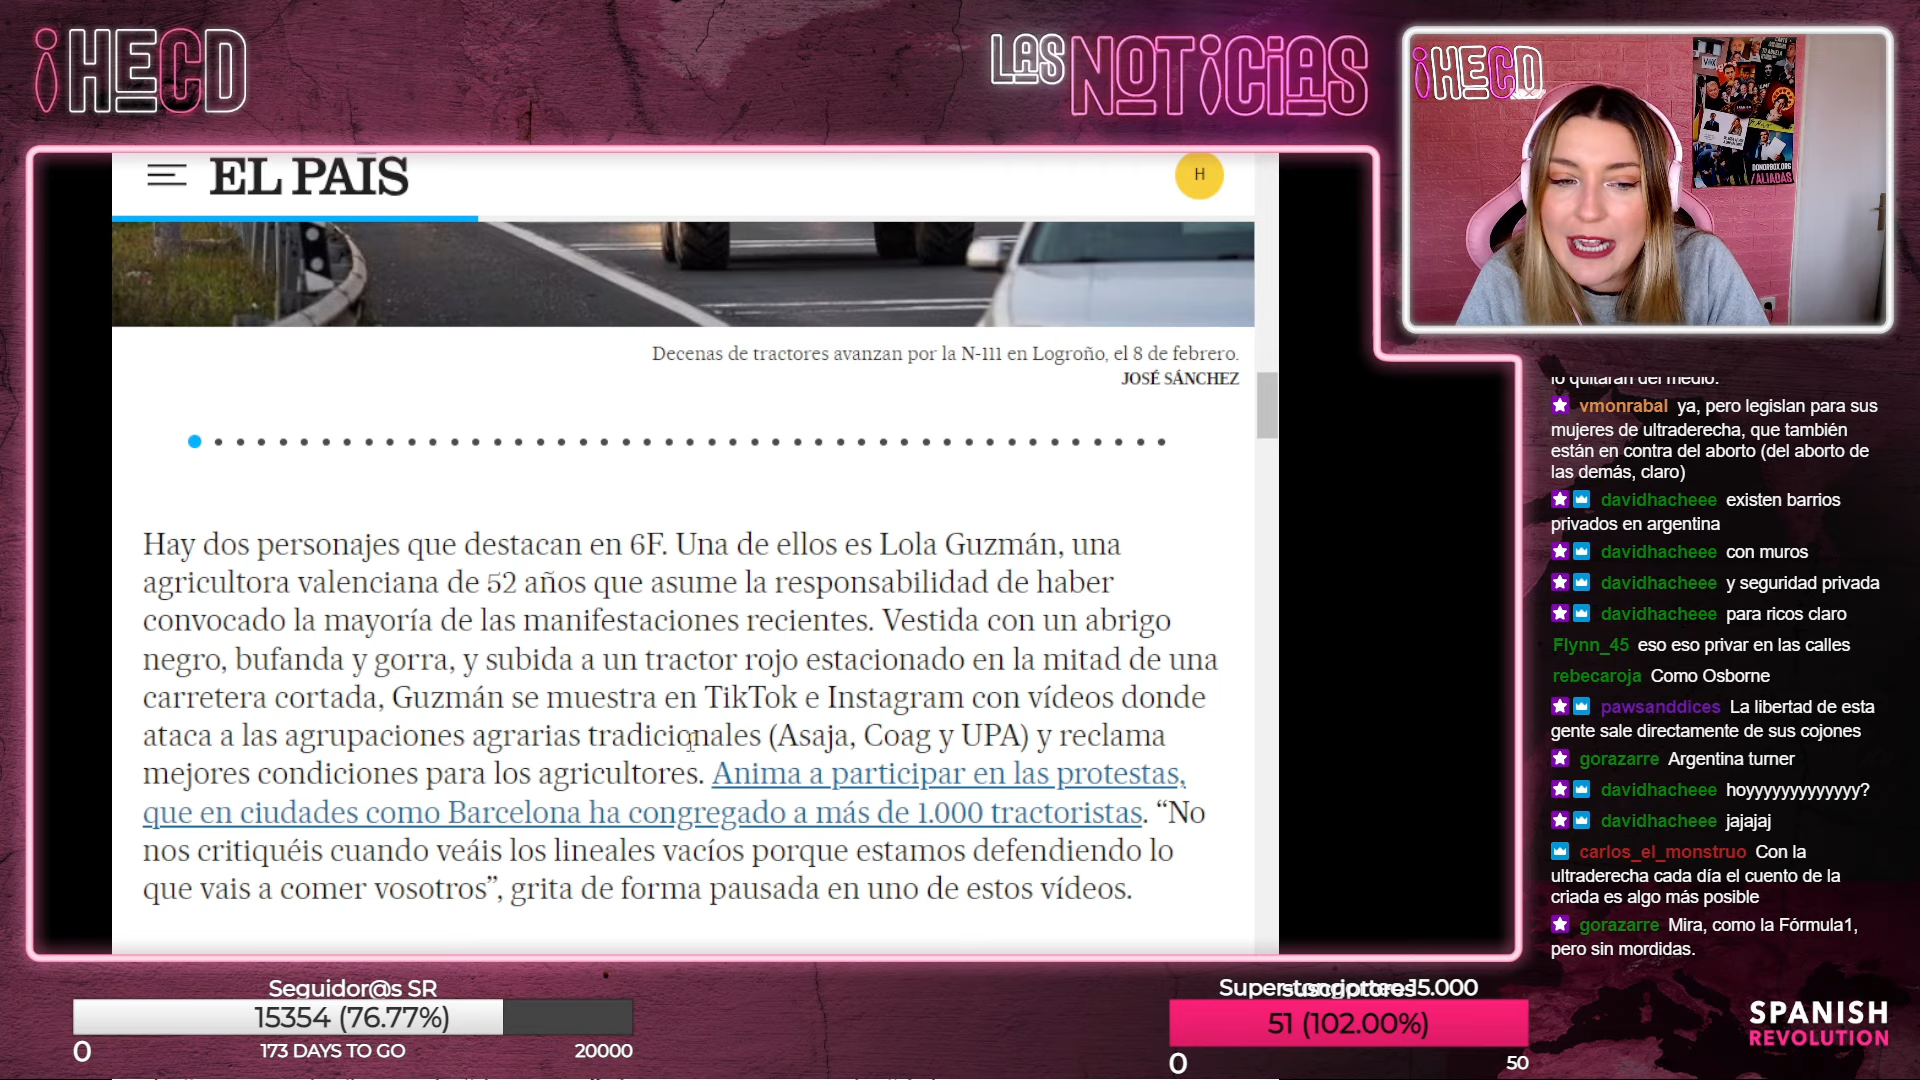 ¡HECD
LAS NOTICIAS
¡HECD
EL PAÍS
H
Decenas de tractores avanzan por la N-111 en Logroño, el 8 de febrero.
JOSÉ SÁNCHEZ
Hay dos personajes que destacan en 6F. Una de ellos es Lola Guzmán, una
agricultora valenciana de 52 años que asume la responsabilidad de haber
convocado la mayoría de las manifestaciones recientes. Vestida con un abrigo
negro, bufanda y gorra, y subida a un tractor rojo estacionado en la mitad de una
carretera cortada, Guzmán se muestra en TikTok e Instagram con vídeos donde
ataca a las agrupaciones agrarias tradicionales (Asaja, Coag y UPA) y reclama
mejores condiciones para los agricultores. Anima a participar en las protestas,
que en ciudades como Barcelona ha congregado a más de 1.000 tractoristas. “No
nos critiquéis cuando veáis los lineales vacíos porque estamos defendiendo lo
que vais a comer vosotros”, grita de forma pausada en uno de estos vídeos.
VOX
DONORBOX.ORG
/ALIADAS
lo quitarán del medio.
vmonrabal ya, pero legislan para sus
mujeres de ultraderecha, que también
están en contra del aborto (del aborto de
las demás, claro)
davidhacheee existen barrios
privados en argentina
davidhacheee con muros
davidhacheee y seguridad privada
davidhacheee para ricos claro
Flynn_45 eso eso privar en las calles
rebecaroja Como Osborne
pawsanddices La libertad de esta
gente sale directamente de sus cojones
gorazarre Argentina turner
davidhacheee hoyyyyyyyyyyyyy?
davidhacheee jajajaj
carlos_el_monstruo Con la
ultraderecha cada día el cuento de la
criada es algo más posible
gorazarre Mira, como la Fórmula1,
pero sin mordidas.
Seguidor@s SR
15354 (76.77%)
0 173 DAYS TO GO 20000
15.000
51 (102.00%)
0 50
SPANISH
REVOLUTION